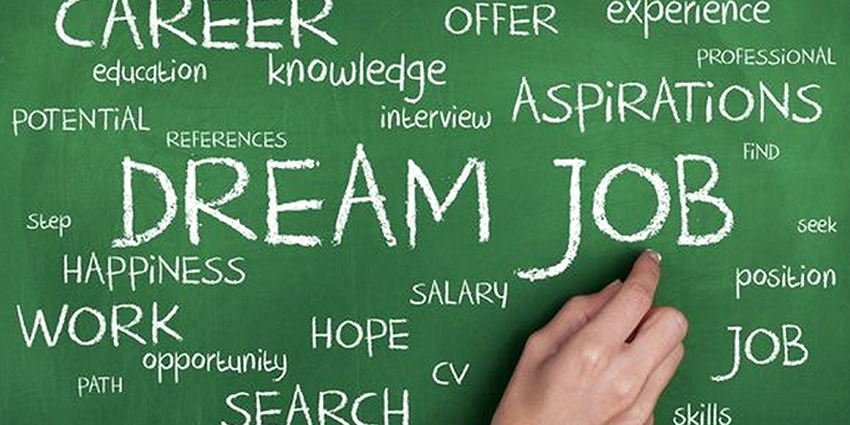 CAREER
OFFER
experience
PROFESSIONAL
education
knowledge
ASPIRATIONS
POTENTIAL
interview
REFERENCES
FIND
DREAM JOB
Step
seek
HAPPINESS
position
SALARY
WORK
HOPE
JOB
opportunity
CV
PATH
SEARCH
skills